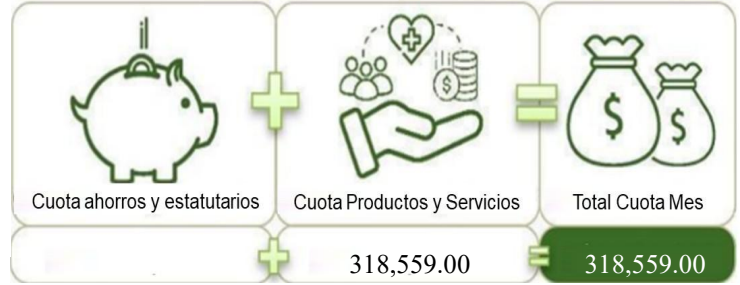 Cuota ahorros y estatutarios
Cuota Productos y Servicios
Total Cuota Mes
318,559.00
318,559.00